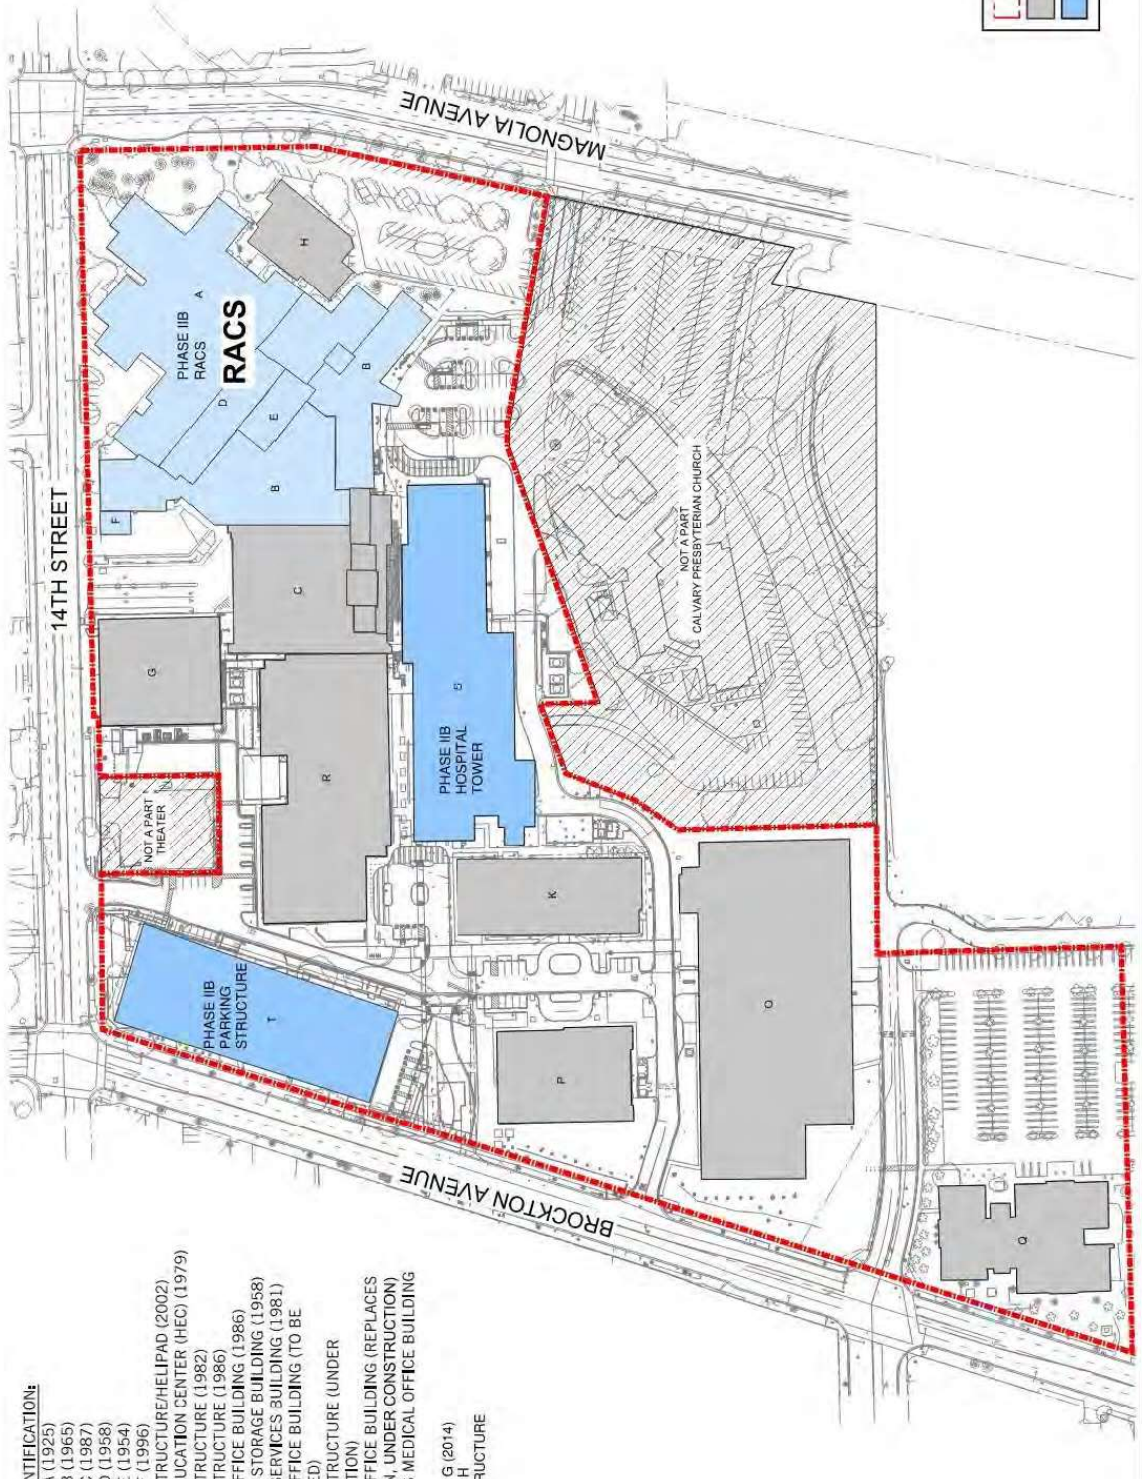 NTIFICATION:
A (1925)
B (1965)
C (1987)
D (1958)
E (1954)
F (1996)
TRUCTURE/HELIPAD (2002)
UCATION CENTER (HEC) (1979)
RUCTURE (1982)
TRUCTURE (1986)
FFICE BUILDING (1986)
STORAGE BUILDING (1958)
SERVICES BUILDING (1981)
FFICE BUILDING (TO BE
ED)
TRUCTURE (UNDER
TION)
FFICE BUILDING (REPLACES
N, UNDER CONSTRUCTION)
MEDICAL OFFICE BUILDING
G (2014)
H
RUCTURE
14TH STREET
MAGNOLIA AVENUE
BROCKTON AVENUE
PHASE IIB
RACS
A
RACS
H
D
E
B
B
F
C
G
R
NOT A PART
THEATER
PHASE IIB
HOSPITAL
TOWER
PHASE IIB
PARKING
STRUCTURE
T
K
P
O
Q
NOT A PART
CALVARY PRESBYTERIAN CHURCH